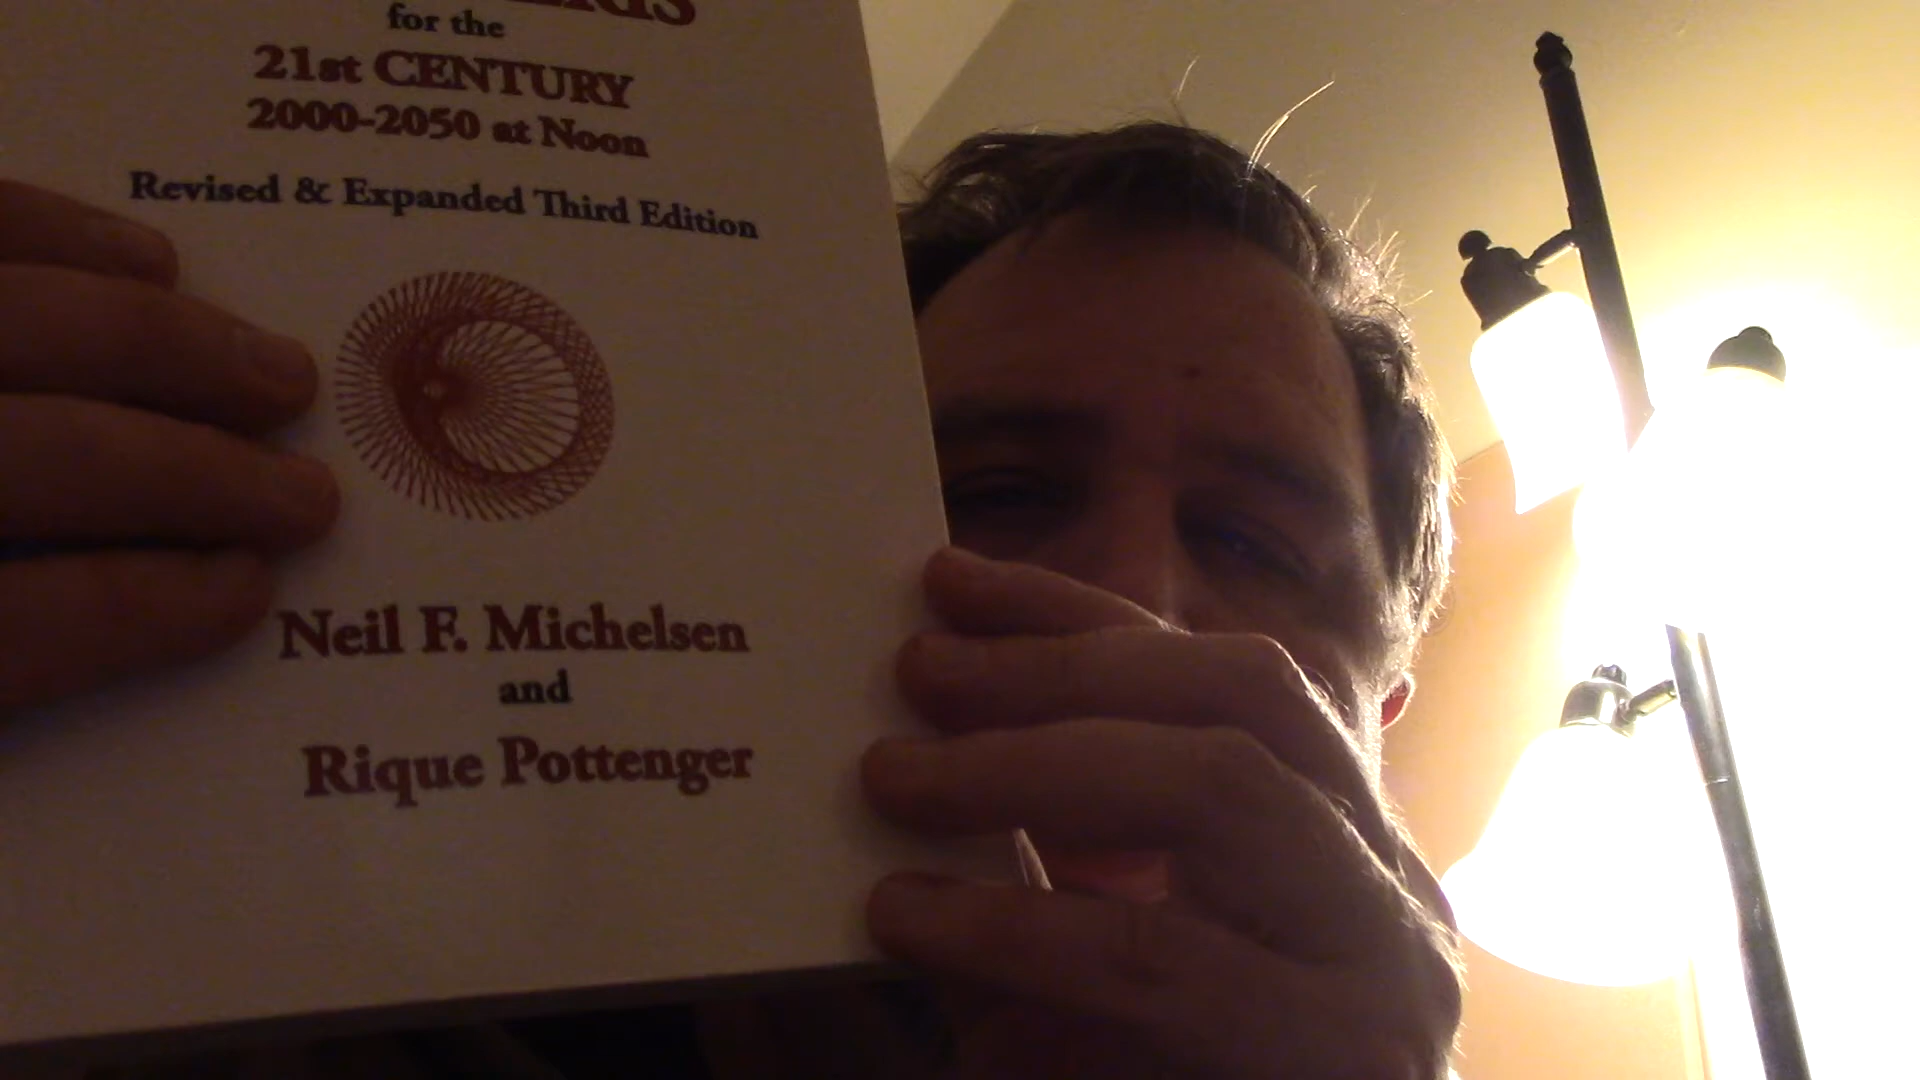 for the
21st CENTURY
2000-2050 at Noon
Revised & Expanded Third Edition
Neil F. Michelsen
and
Rique Pottenger